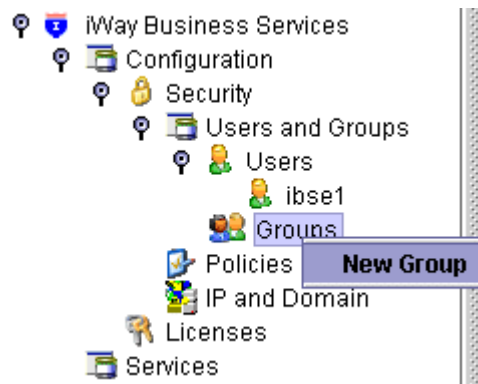 iWay Business Services
Configuration
Security
Users and Groups
Users
ibse1
Groups
Policies New Group
IP and Domain
Licenses
Services